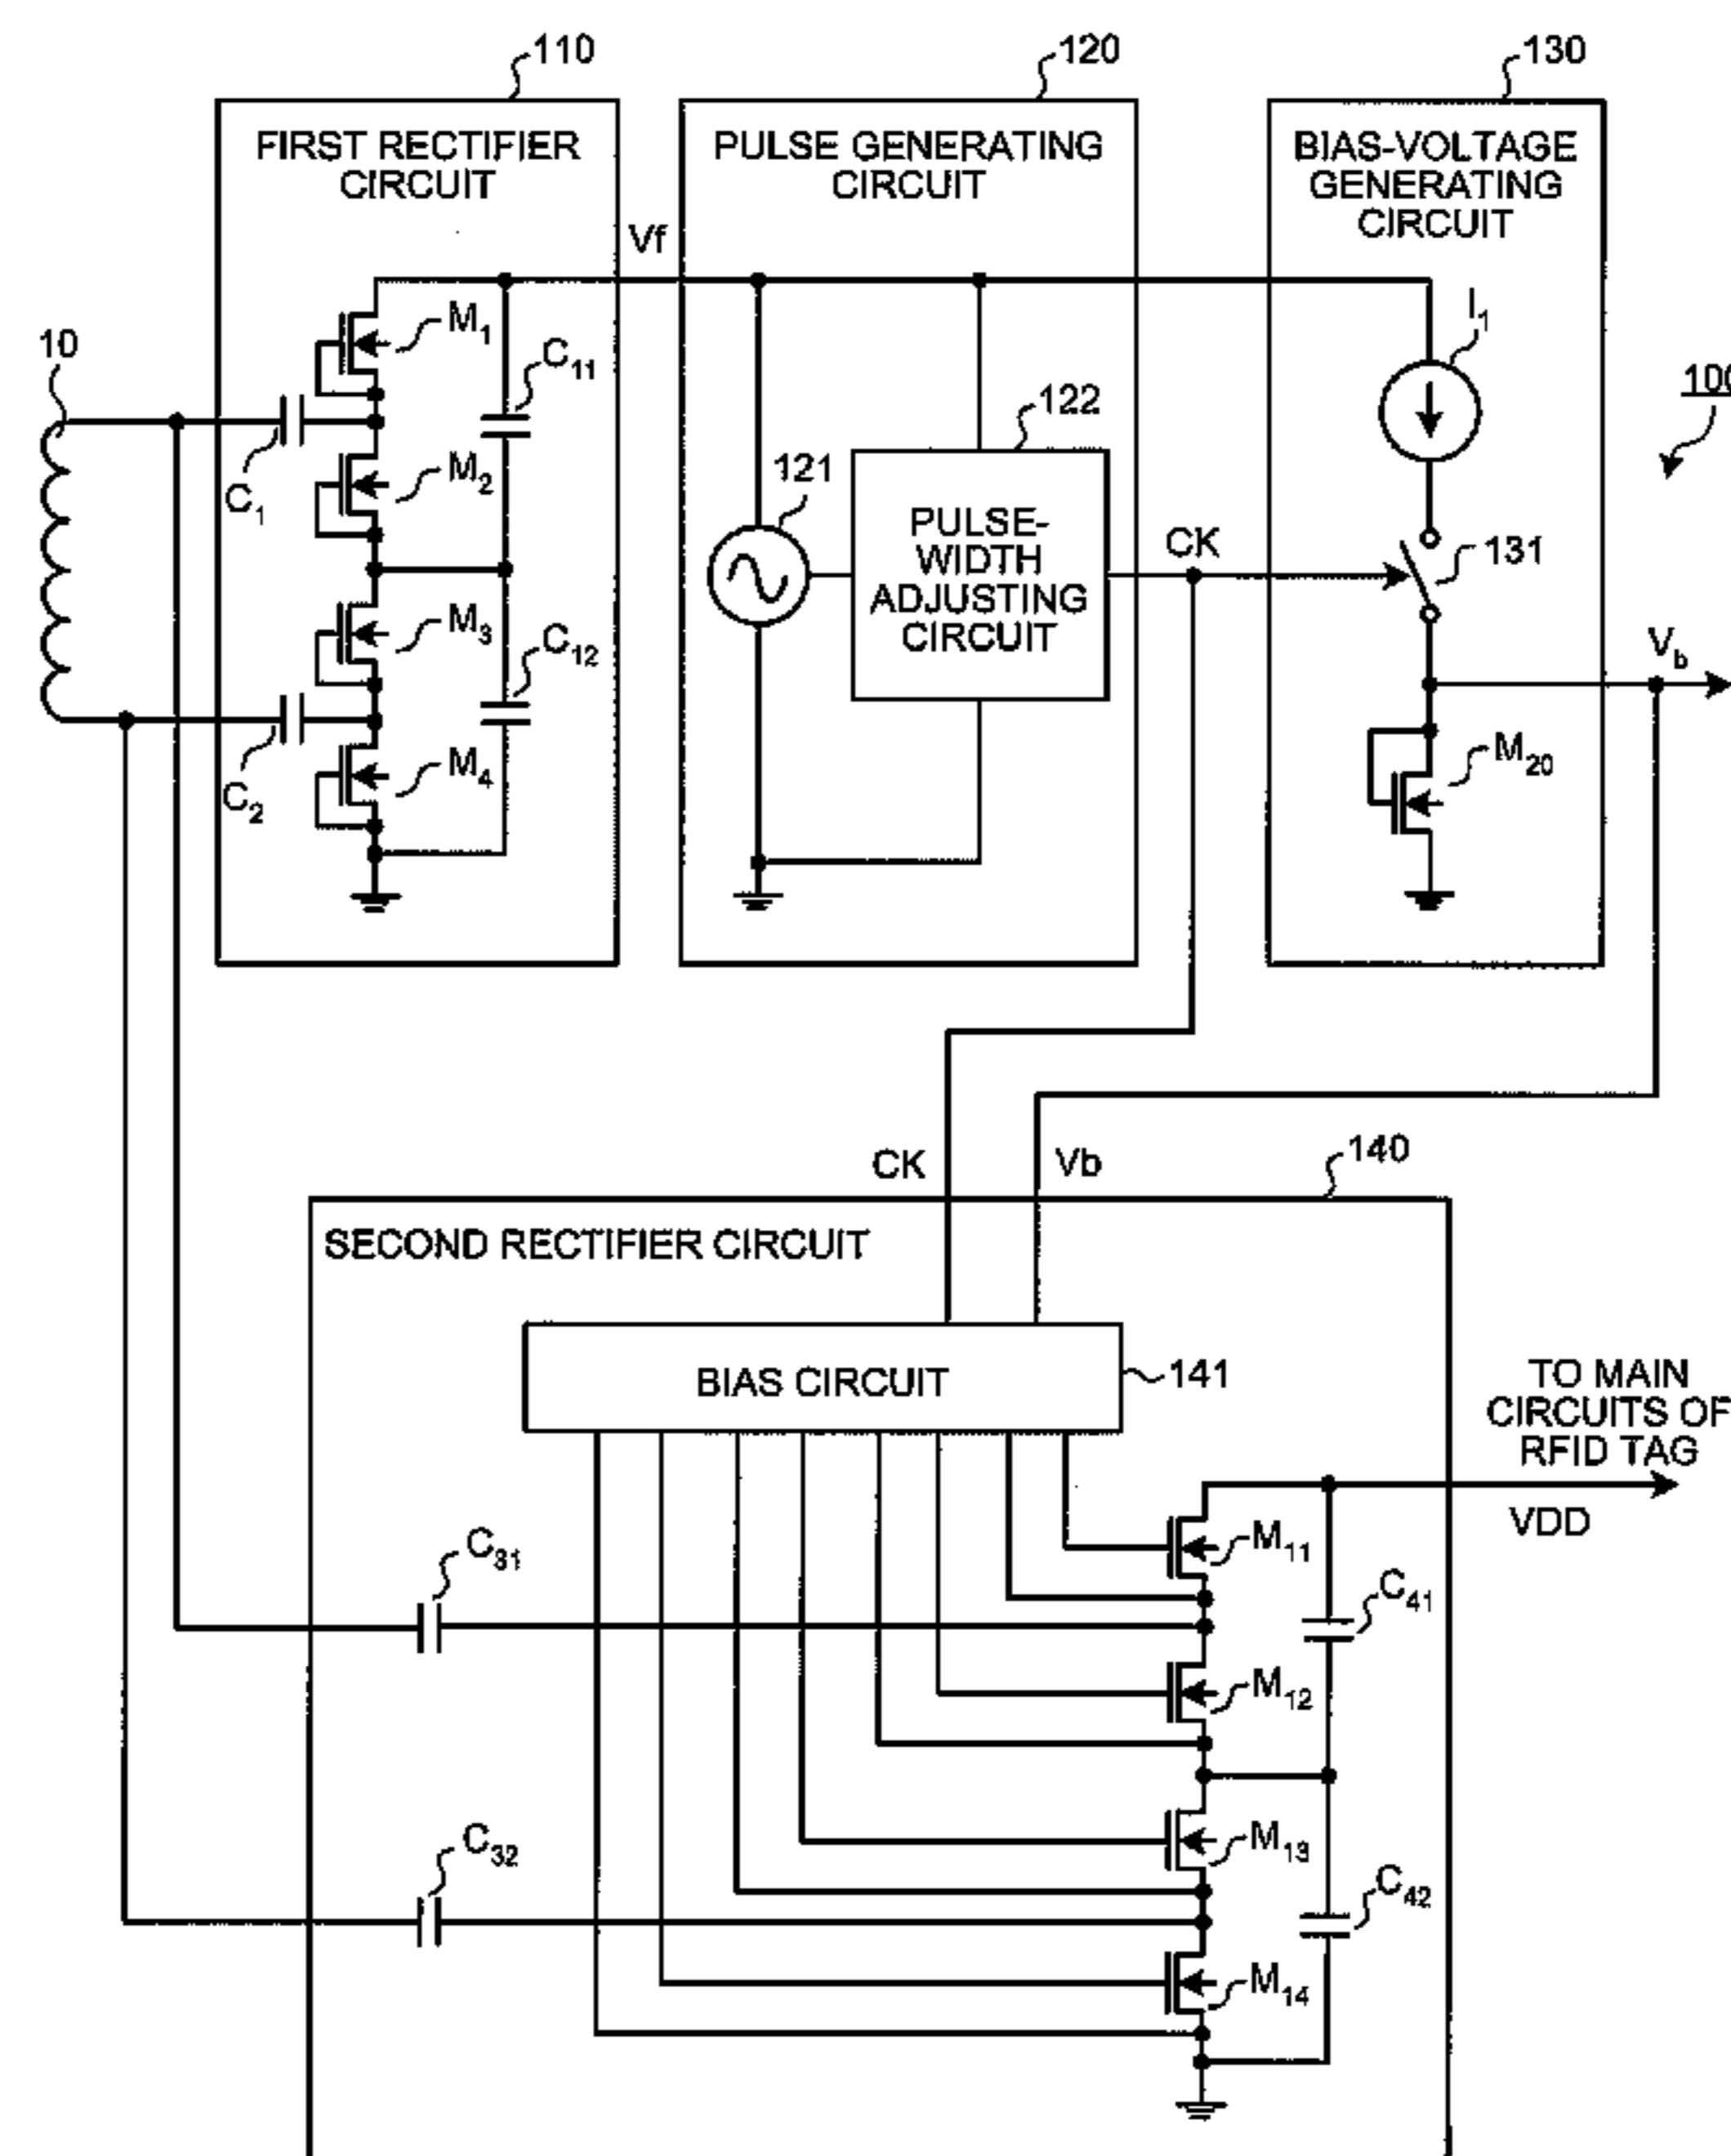 110
120
130
FIRST RECTIFIER
CIRCUIT
PULSE GENERATING
CIRCUIT
BIAS-VOLTAGE
GENERATING
CIRCUIT
Vf
M1
I1
10
C11
100
122
121
M2
C1
PULSE-
WIDTH
ADJUSTING
CIRCUIT
CK
131
M3
C12
Vb
M4
M20
C2
CK
Vb
140
SECOND RECTIFIER CIRCUIT
BIAS CIRCUIT
141
TO MAIN
CIRCUITS OF
RFID TAG
VDD
M11
C31
C41
M12
M13
C32
C42
M14